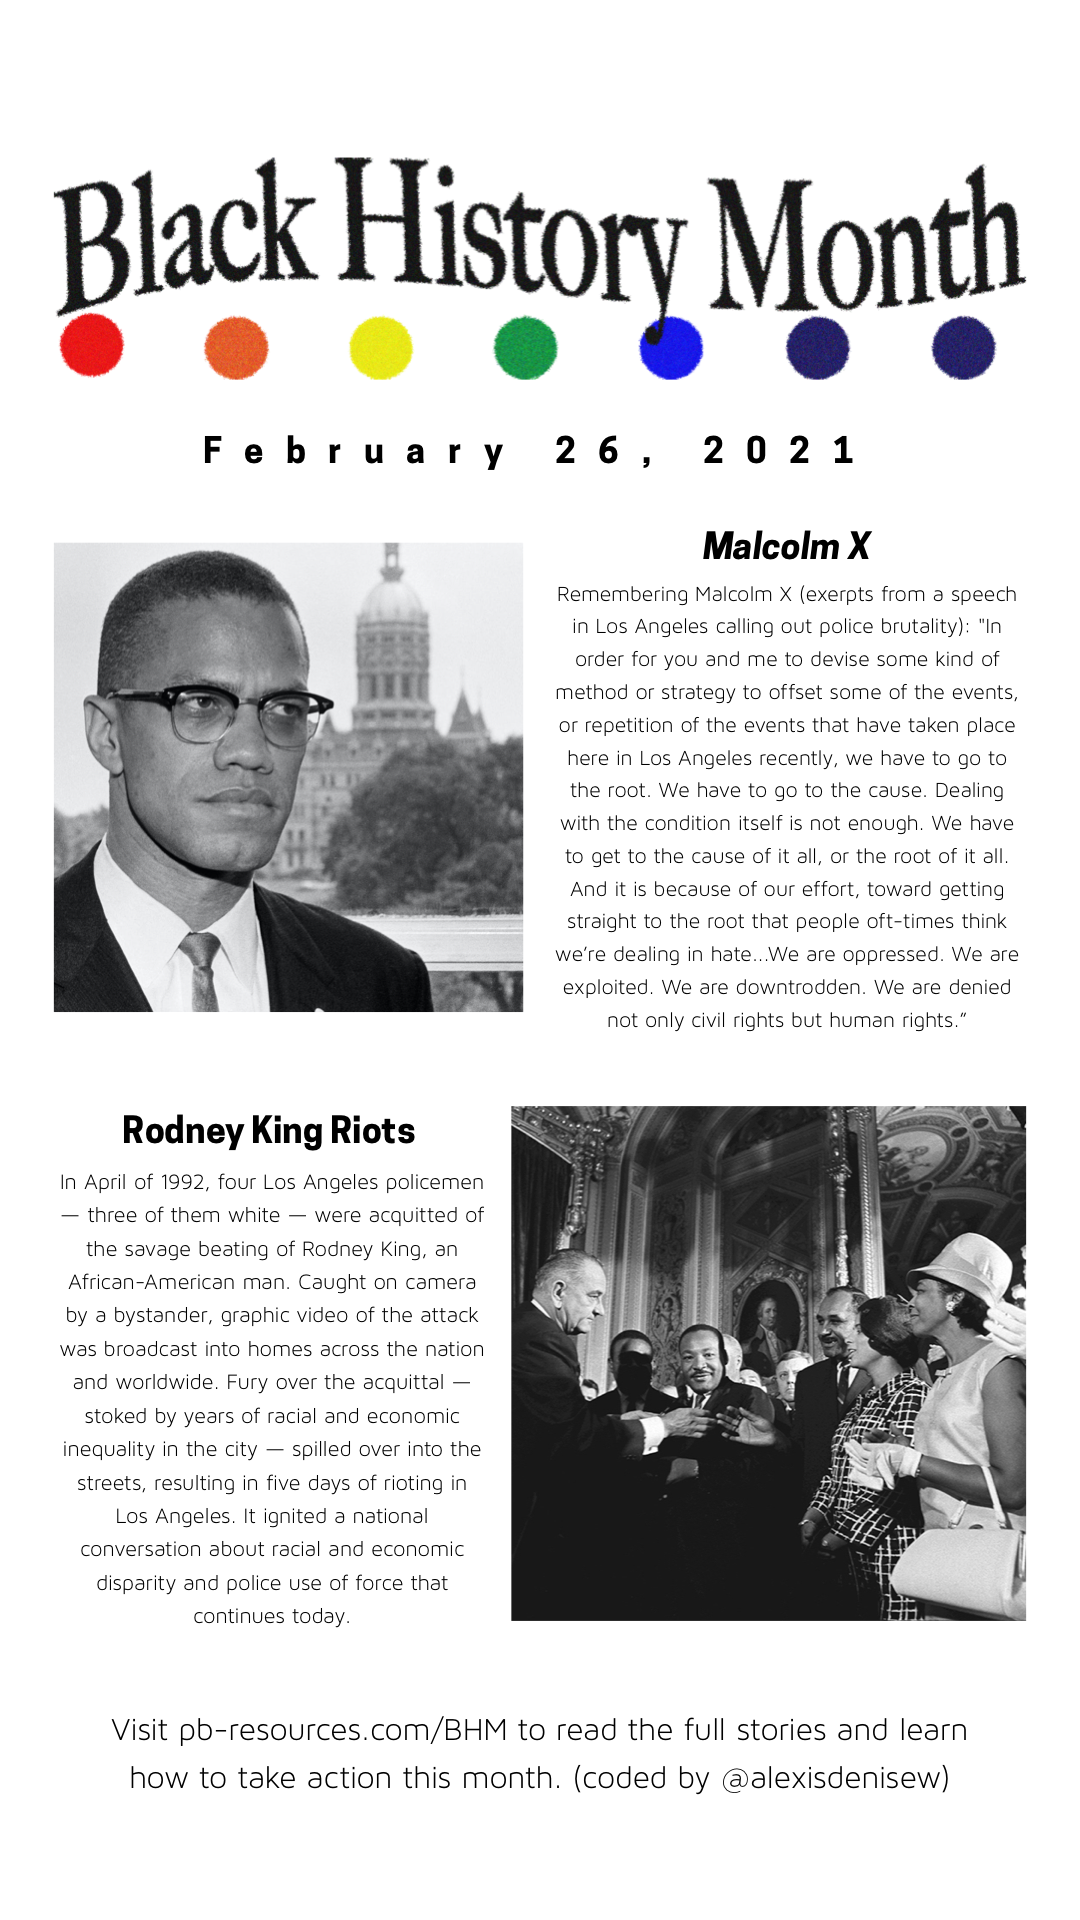 Black History Month
February 26, 2021
Malcolm X
Remembering Malcolm X (exerpts from a speech
in Los Angeles calling out police brutality): "In
order for you and me to devise some kind of
method or strategy to offset some of the events,
or repetition of the events that have taken place
here in Los Angeles recently, we have to go to
the root. We have to go to the cause. Dealing
with the condition itself is not enough. We have
to get to the cause of it all, or the root of it all.
And it is because of our effort, toward getting
straight to the root that people oft-times think
we’re dealing in hate...We are oppressed. We are
exploited. We are downtrodden. We are denied
not only civil rights but human rights.”
Rodney King Riots
In April of 1992, four Los Angeles policemen
— three of them white — were acquitted of
the savage beating of Rodney King, an
African-American man. Caught on camera
by a bystander, graphic video of the attack
was broadcast into homes across the nation
and worldwide. Fury over the acquittal —
stoked by years of racial and economic
inequality in the city — spilled over into the
streets, resulting in five days of rioting in
Los Angeles. It ignited a national
conversation about racial and economic
disparity and police use of force that
continues today.
Visit pb-resources.com/BHM to read the full stories and learn
how to take action this month. (coded by @alexisdenisew)